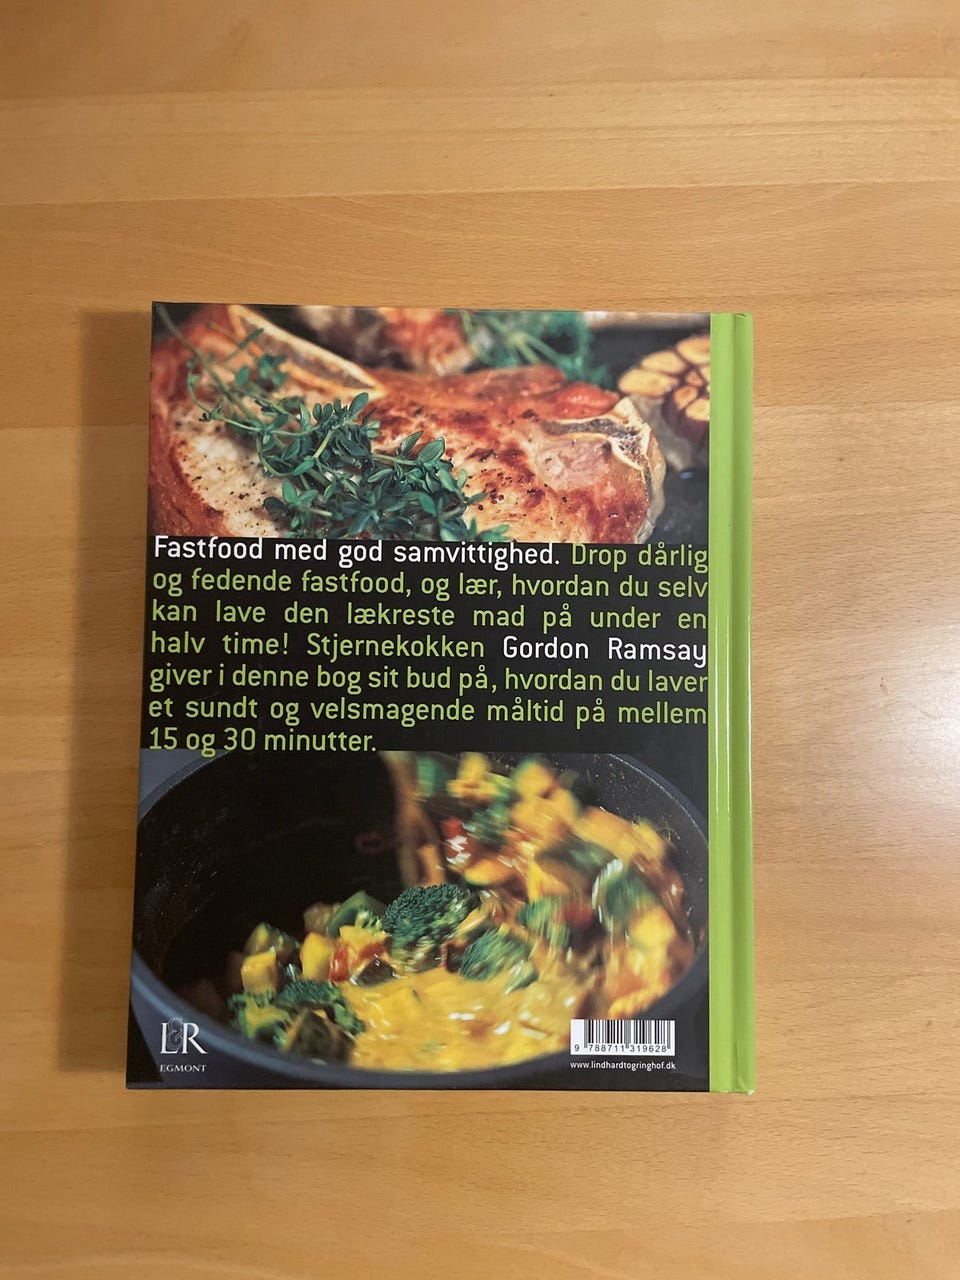 Fastfood med god samvittighed. Drop dårlig
og fedende fastfood, og lær, hvordan du selv
kan lave den lækreste mad på under en
halv time! Stjernekokken Gordon Ramsay
giver i denne bog sit bud på, hvordan du laver
et sundt og velsmagende måltid på mellem
15 og 30 minutter.
L&R
EGMONT
9 788711 319628
www.lindhardtogringhof.dk